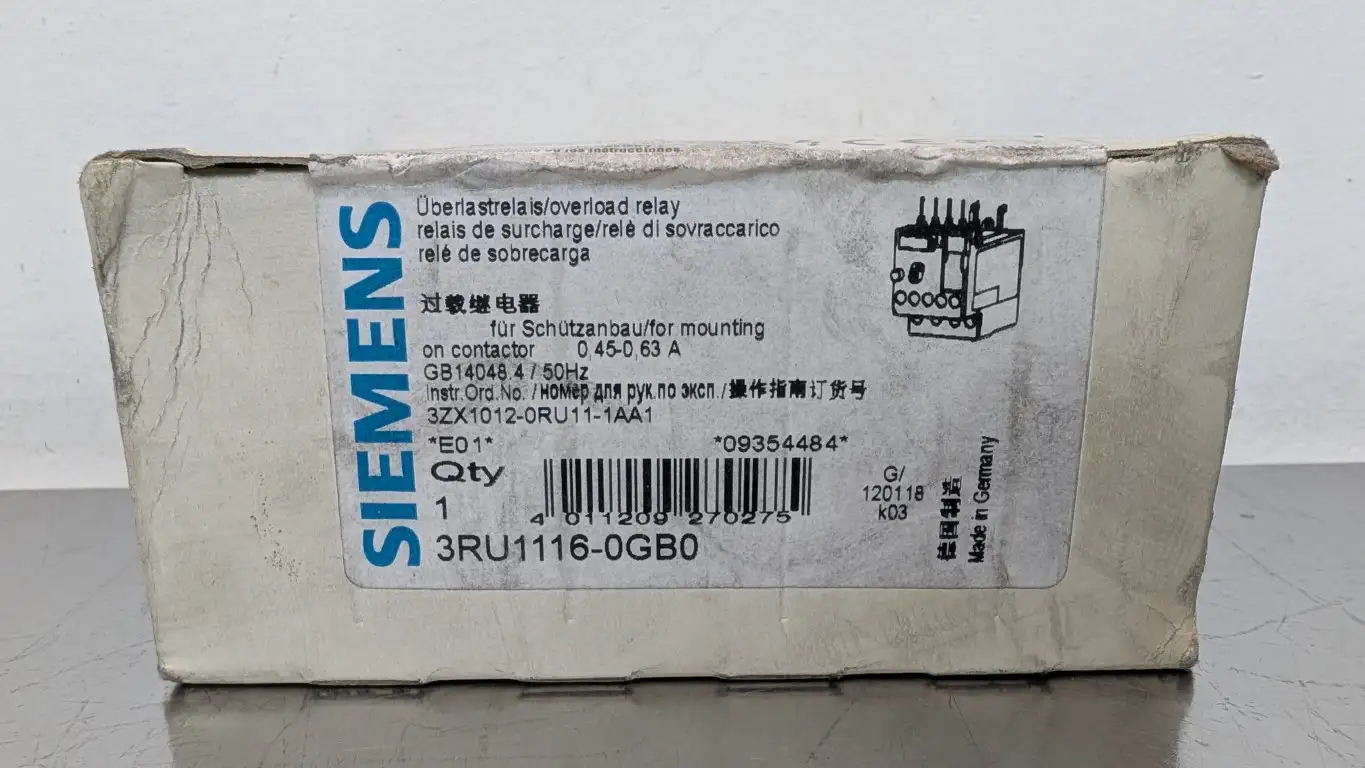 y los instrucciones
SIEMENS
Überlastrelais/overload relay
relais de surcharge/relè di sovraccarico
relé de sobrecarga
过载继电器
für Schützanbau/for mounting
on contactor 0,45-0,63 A
GB14048.4 / 50Hz
Instr.Ord.No. /номер для рук.по эксп./操作指南订货号
3ZX1012-0RU11-1AA1
*E01* *09354484*
Qty
1
4 011209 270275
3RU1116-0GB0
G/
120118
k03
德国制造
Made in Germany